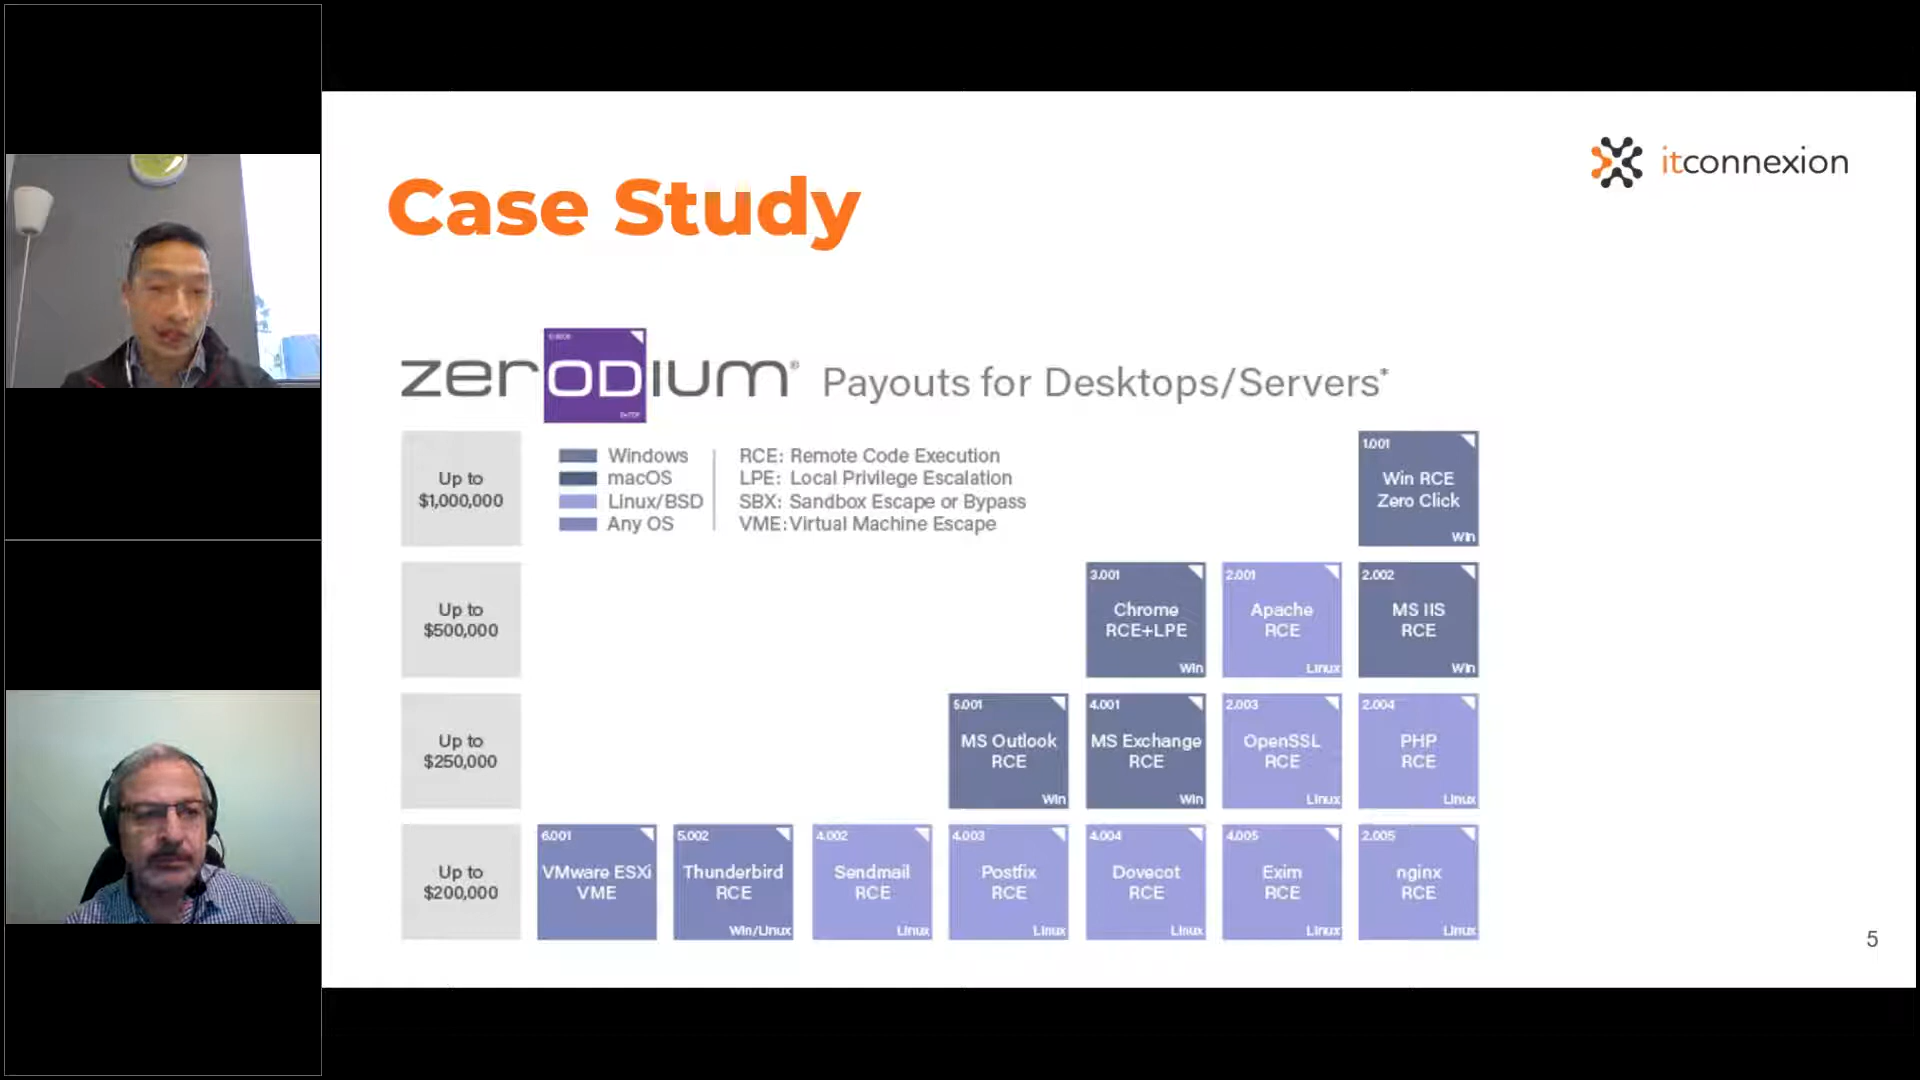 itconnexion
Case Study
zerODium® Payouts for Desktops/Servers*
Windows
macOS
Linux/BSD
Any OS
RCE: Remote Code Execution
LPE: Local Privilege Escalation
SBX: Sandbox Escape or Bypass
VME: Virtual Machine Escape
Up to
$1,000,000
1.001
Win RCE
Zero Click
Win
Up to
$500,000
3.001
Chrome
RCE+LPE
Win
2.001
Apache
RCE
Linux
2.002
MS IIS
RCE
Win
Up to
$250,000
5.001
MS Outlook
RCE
Win
4.001
MS Exchange
RCE
Win
2.003
OpenSSL
RCE
Linux
2.004
PHP
RCE
Linux
Up to
$200,000
6.001
VMware ESXi
VME
5.002
Thunderbird
RCE
Win/Linux
4.002
Sendmail
RCE
Linux
4.003
Postfix
RCE
Linux
4.004
Dovecot
RCE
Linux
4.005
Exim
RCE
Linux
2.005
nginx
RCE
Linux
5